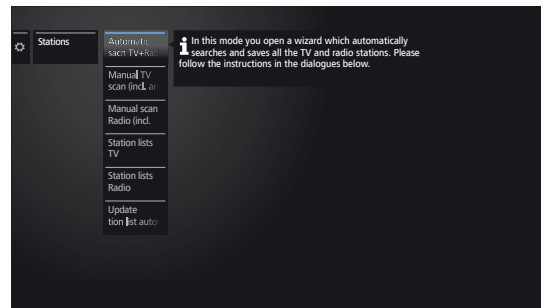 Stations
Automatic
sacn TV+Rad
In this mode you open a wizard which automatically
searches and saves all the TV and radio stations. Please
follow the instructions in the dialogues below.
Manual TV
scan (incl. an
Manual scan
Radio (incl.
Station lists
TV
Station lists
Radio
Update
tion list auto